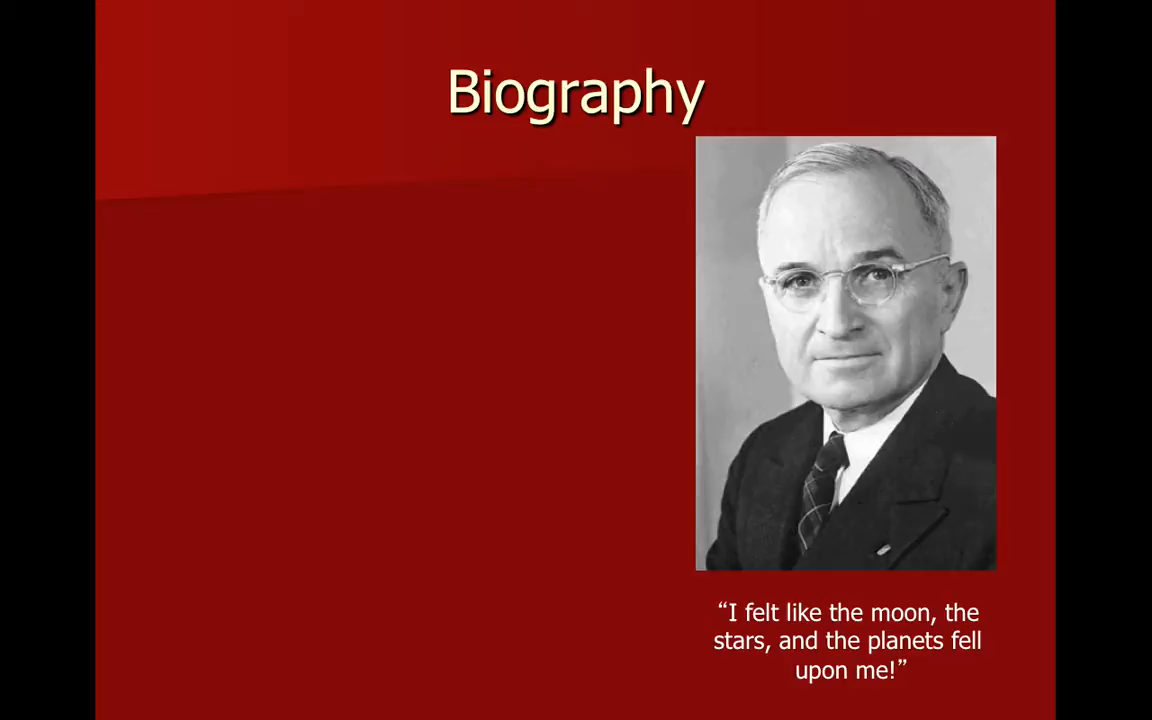 Biography
“I felt like the moon, the
stars, and the planets fell
upon me!”